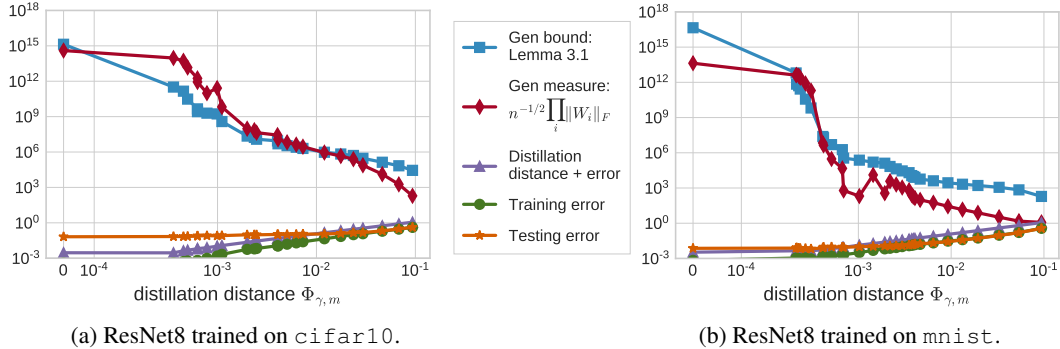 10^18
10^15
10^12
10^9
10^6
10^3
10^0
10^-3
0 10^-4 10^-3 10^-2 10^-1
distillation distance Φ_γ,m
(a) ResNet8 trained on cifar10.
Gen bound:
Lemma 3.1
Gen measure:
n^-1/2 ∏_i ‖W_i‖_F
Distillation
distance + error
Training error
Testing error
10^18
10^15
10^12
10^9
10^6
10^3
10^0
10^-3
0 10^-4 10^-3 10^-2 10^-1
distillation distance Φ_γ,m
(b) ResNet8 trained on mnist.